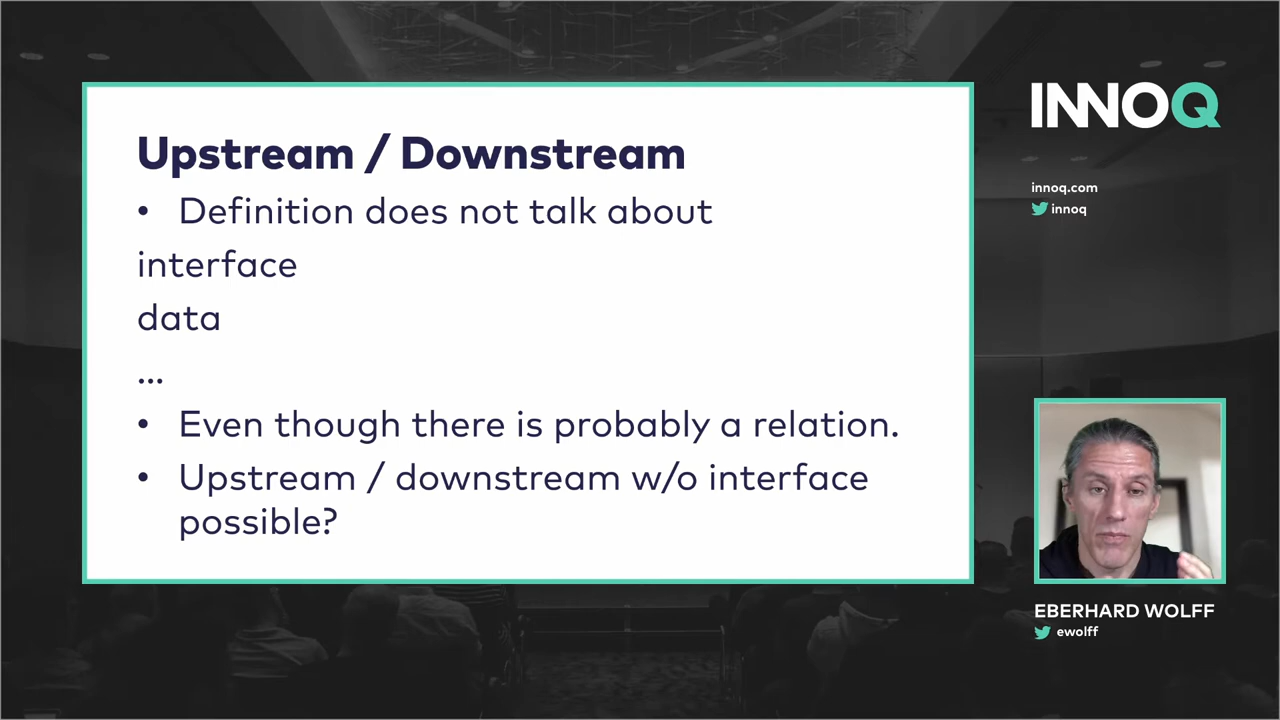 Upstream / Downstream
• Definition does not talk about
interface
data
...
• Even though there is probably a relation.
• Upstream / downstream w/o interface
possible?
INNOQ
innoq.com
innoq
EBERHARD WOLFF
ewolff